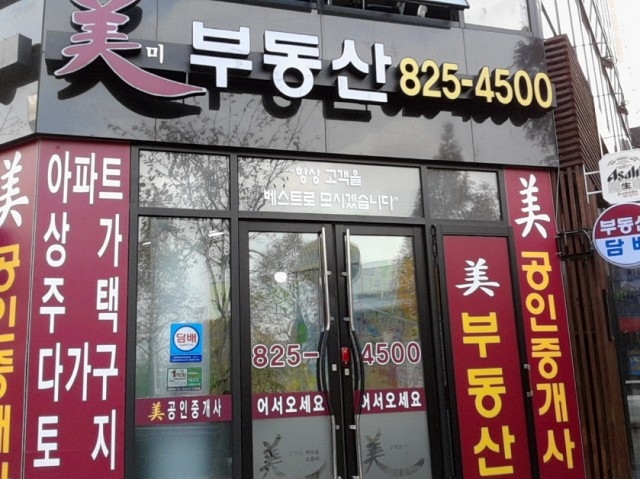 美 미 부동산 825-4500
"항상 고객을
베스트로 모시겠습니다"
美 공인중개사
아파트
상가
주택
다가구
토지
담배
825-4500
美 공인중개사
어서오세요
어서오세요
美
美
美 부동산
美 공인중개사
Asahi
生
부동산
담배